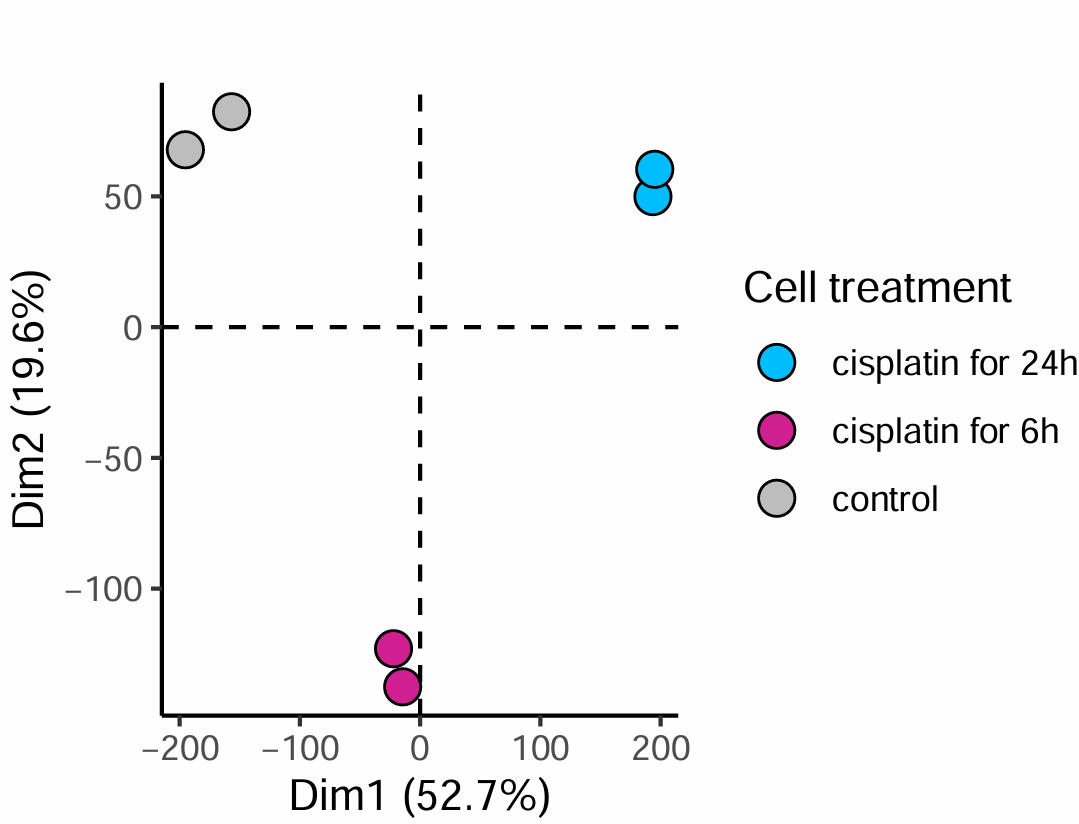 50
0
−50
−100
Dim2 (19.6%)
−200 −100 0 100 200
Dim1 (52.7%)
Cell treatment
cisplatin for 24h
cisplatin for 6h
control